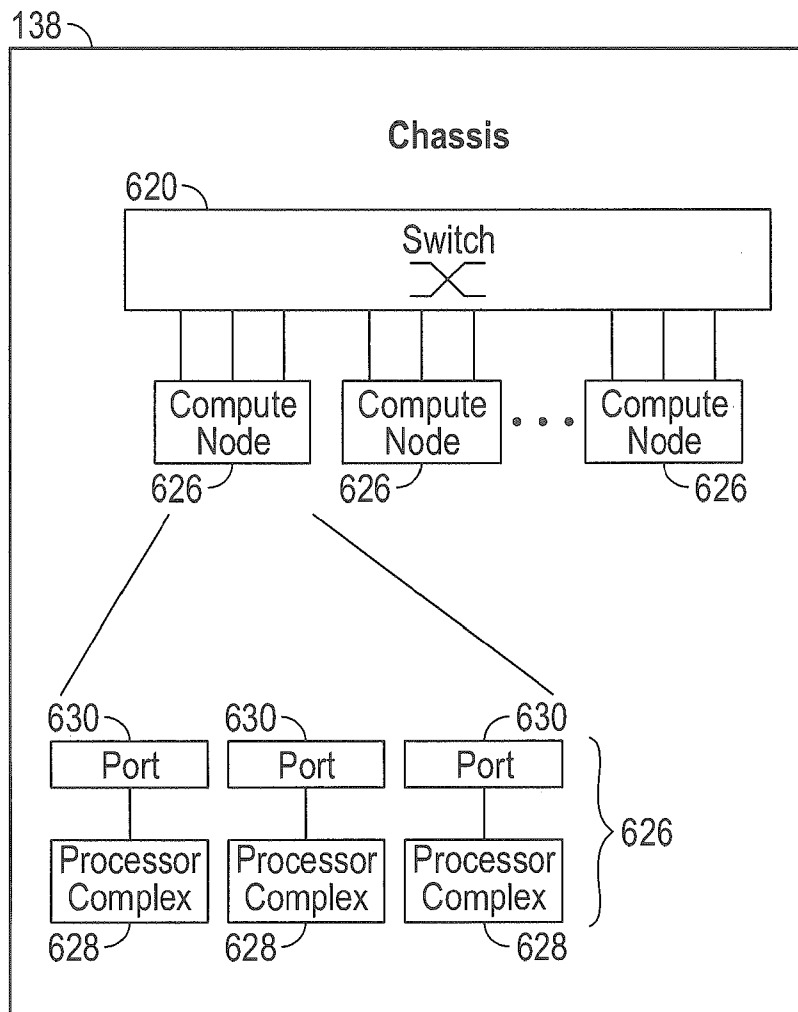 138
Chassis
620
Switch
Compute Node
Compute Node
Compute Node
626
626
626
630
630
630
Port
Port
Port
626
Processor Complex
Processor Complex
Processor Complex
628
628
628